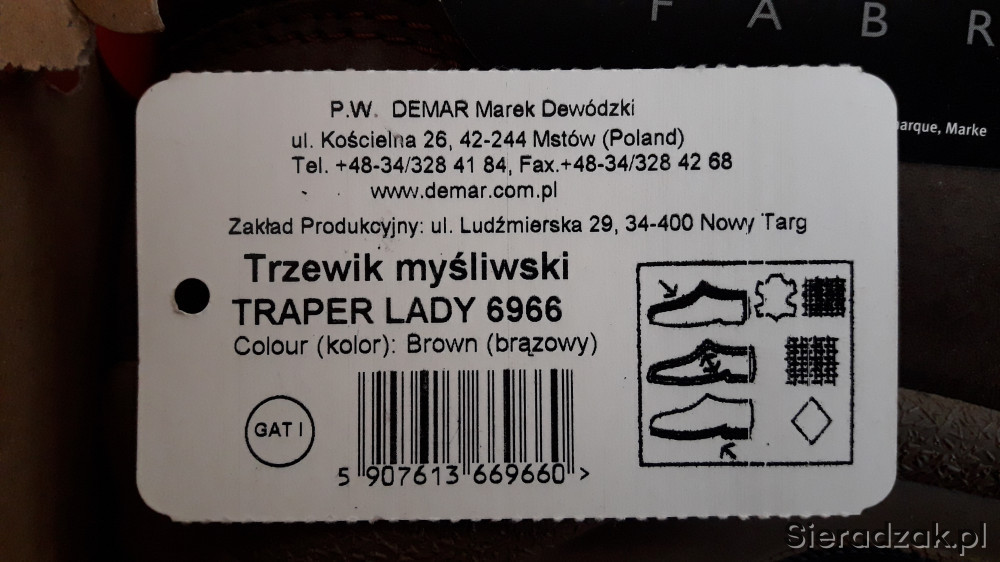 F A B R
arque, Marke
P.W. DEMAR Marek Dewódzki
ul. Kościelna 26, 42-244 Mstów (Poland)
Tel. +48-34/328 41 84, Fax.+48-34/328 42 68
www.demar.com.pl
Zakład Produkcyjny: ul. Ludźmierska 29, 34-400 Nowy Targ
Trzewik myśliwski
TRAPER LADY 6966
Colour (kolor): Brown (brązowy)
GAT I
5 907613 669660 >
Sieradzak.pl